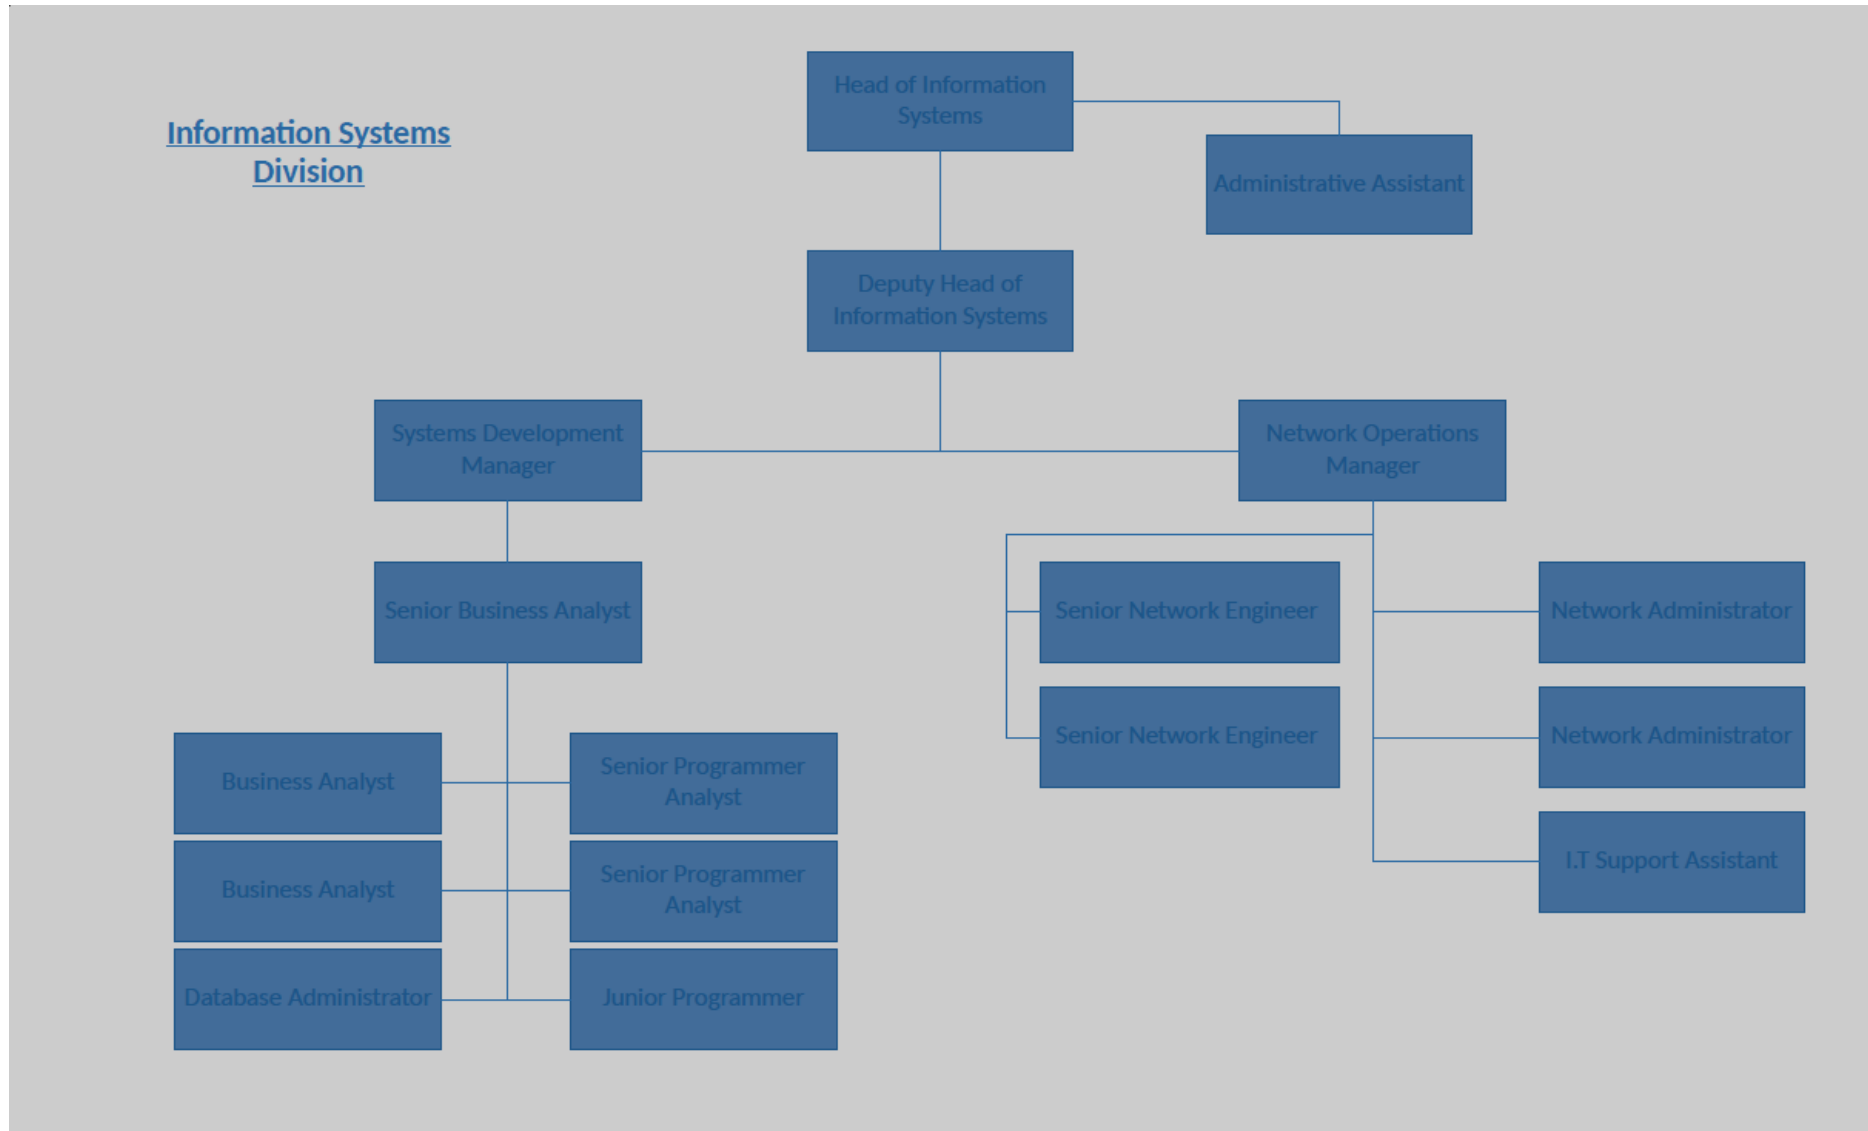 Information Systems
Division
Head of Information
Systems
Administrative Assistant
Deputy Head of
Information Systems
Systems Development
Manager
Network Operations
Manager
Senior Business Analyst
Senior Network Engineer
Network Administrator
Senior Network Engineer
Network Administrator
Business Analyst
Senior Programmer
Analyst
I.T Support Assistant
Business Analyst
Senior Programmer
Analyst
Database Administrator
Junior Programmer